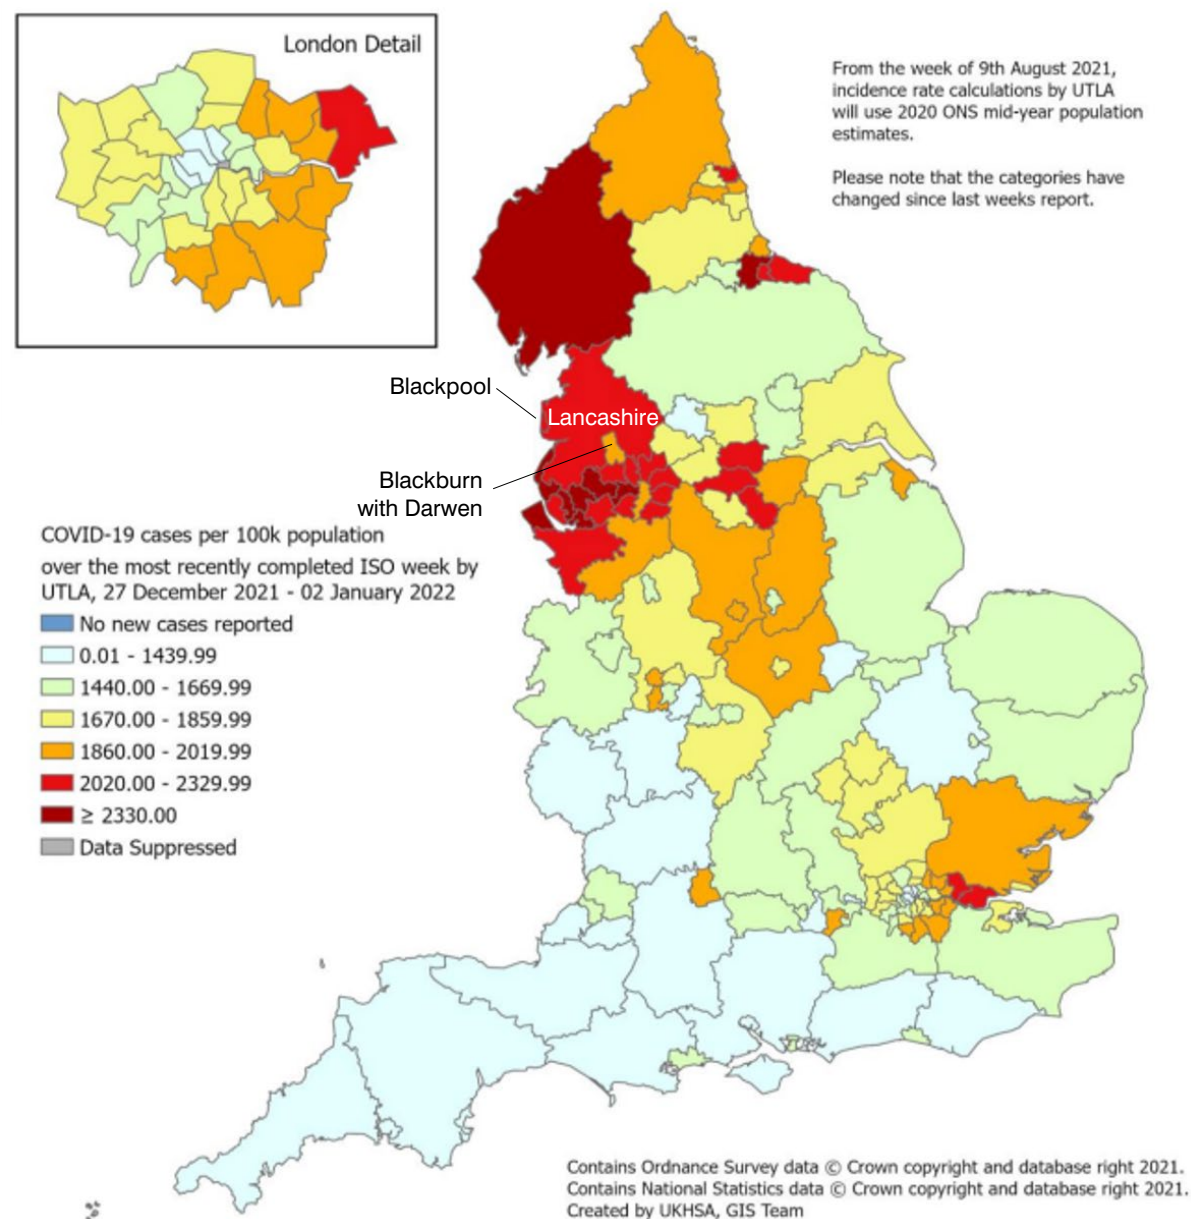 London Detail
From the week of 9th August 2021,
incidence rate calculations by UTLA
will use 2020 ONS mid-year population
estimates.
Please note that the categories have
changed since last weeks report.
Blackpool
Lancashire
Blackburn
with Darwen
COVID-19 cases per 100k population
over the most recently completed ISO week by
UTLA, 27 December 2021 - 02 January 2022
No new cases reported
0.01 - 1439.99
1440.00 - 1669.99
1670.00 - 1859.99
1860.00 - 2019.99
2020.00 - 2329.99
≥ 2330.00
Data Suppressed
Contains Ordnance Survey data © Crown copyright and database right 2021.
Contains National Statistics data © Crown copyright and database right 2021.
Created by UKHSA, GIS Team